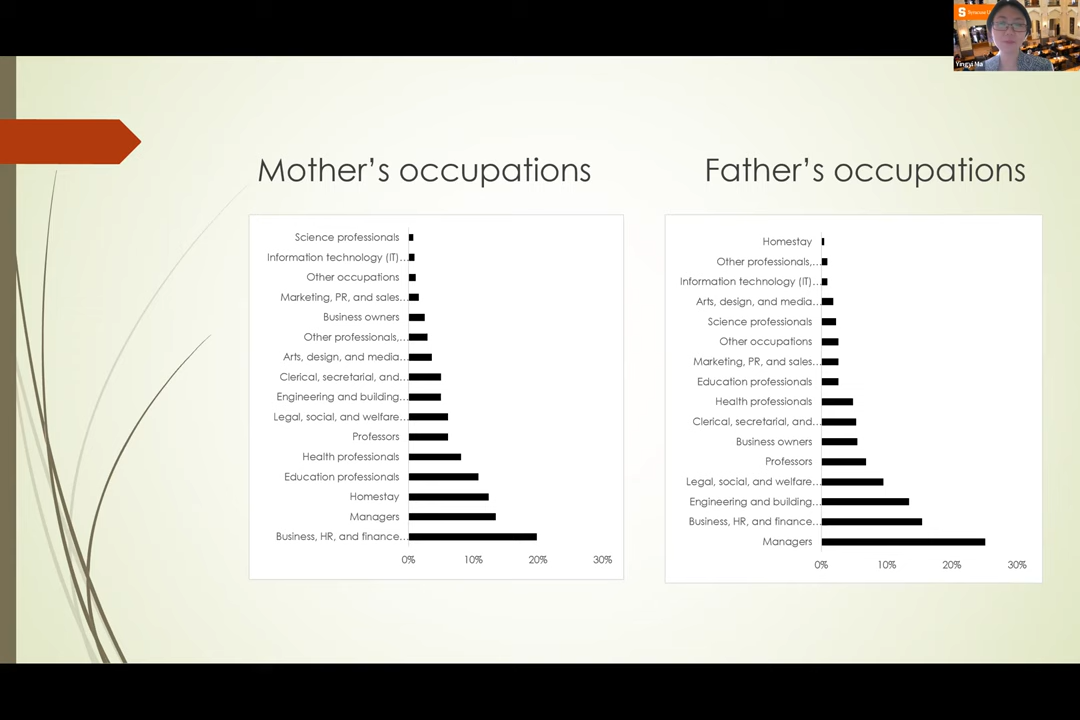 S Syracuse U
Yingyi Ma
Mother's occupations
Science professionals
Information technology (IT)…
Other occupations
Marketing, PR, and sales…
Business owners
Other professionals,…
Arts, design, and media…
Clerical, secretarial, and…
Engineering and building…
Legal, social, and welfare…
Professors
Health professionals
Education professionals
Homestay
Managers
Business, HR, and finance…
0% 10% 20% 30%
Father's occupations
Homestay
Other professionals,…
Information technology (IT)…
Arts, design, and media…
Science professionals
Other occupations
Marketing, PR, and sales…
Education professionals
Health professionals
Clerical, secretarial, and…
Business owners
Professors
Legal, social, and welfare…
Engineering and building…
Business, HR, and finance…
Managers
0% 10% 20% 30%